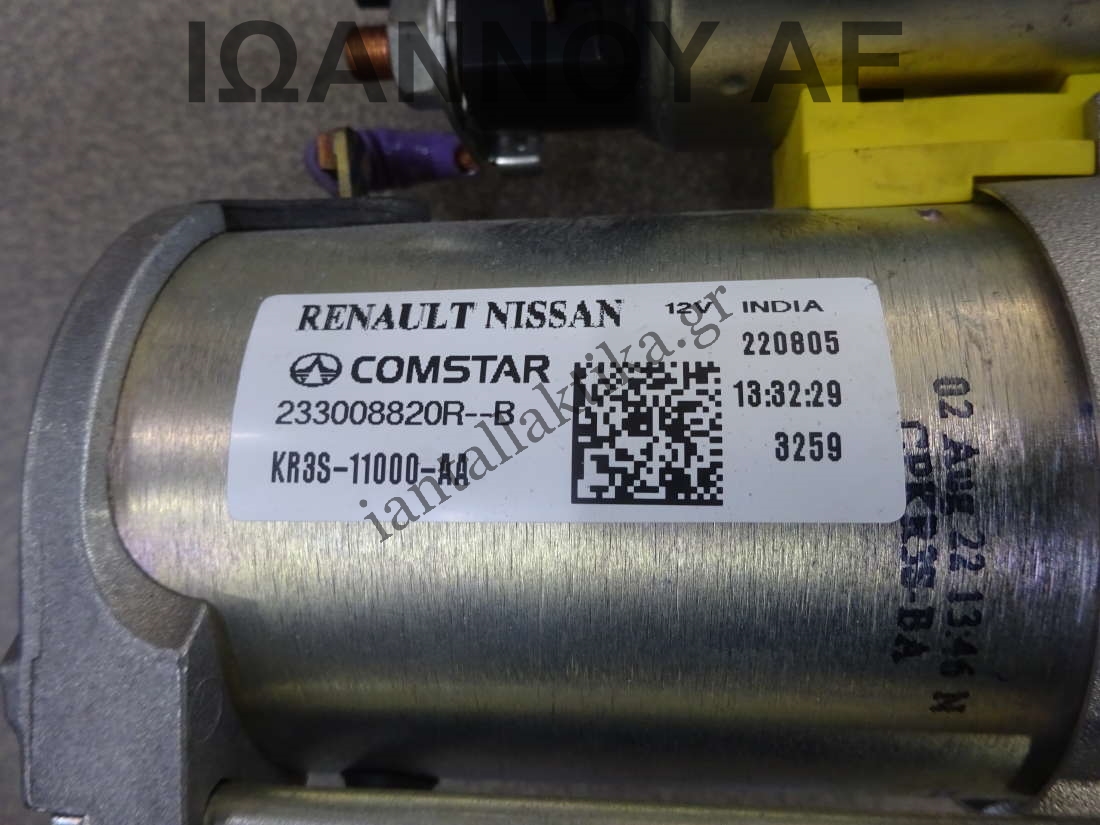 ΙΩΑΝΝΟΥ ΑΕ
RENAULT NISSAN 12V INDIA
COMSTAR 220805
233008820R--B 13:32:29
KR3S-11000-AA 3259
iantallaktika.gr
02 Aug 22 13:46 N